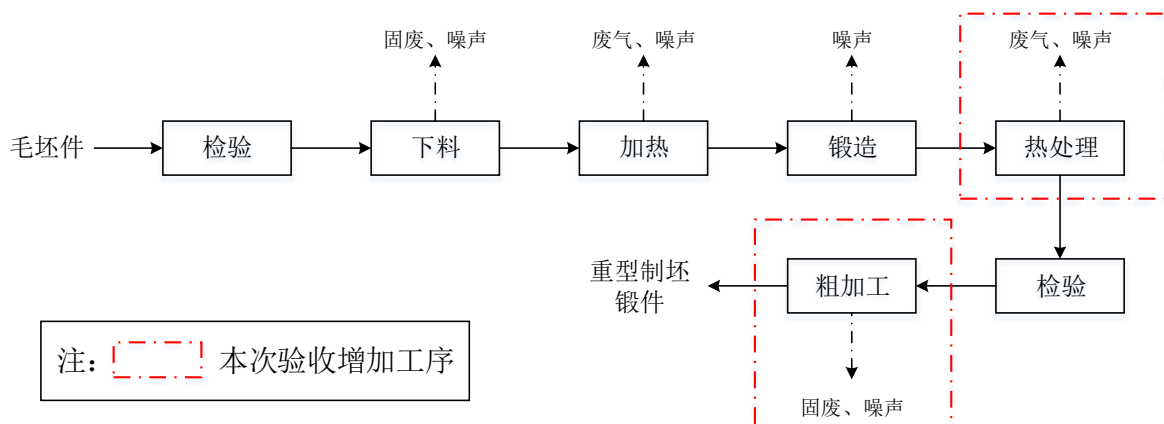 固废、噪声
废气、噪声
噪声
废气、噪声
毛坯件
检验
下料
加热
锻造
热处理
重型制坯
锻件
粗加工
检验
注：
本次验收增加工序
固废、噪声